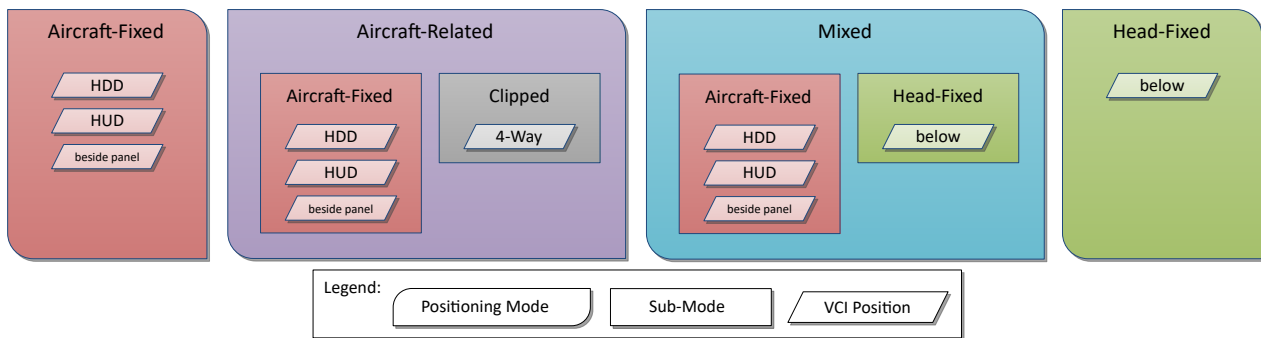 Aircraft-Fixed
HDD
HUD
beside panel
Aircraft-Related
Aircraft-Fixed
HDD
HUD
beside panel
Clipped
4-Way
Mixed
Aircraft-Fixed
HDD
HUD
beside panel
Head-Fixed
below
Head-Fixed
below
Legend:
Positioning Mode
Sub-Mode
VCI Position